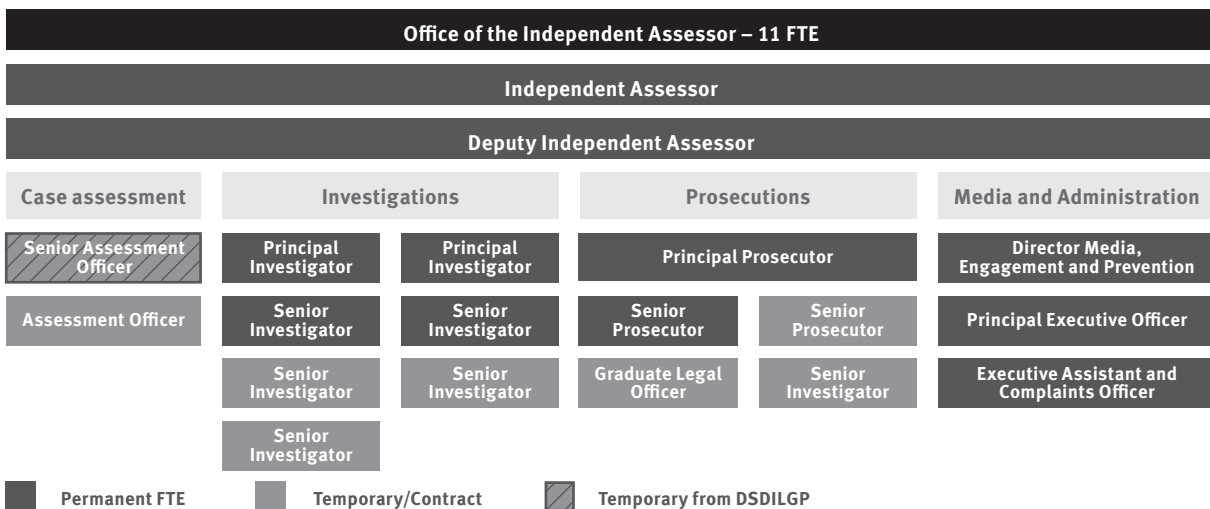 Office of the Independent Assessor – 11 FTE
Independent Assessor
Deputy Independent Assessor
Case assessment
Investigations
Prosecutions
Media and Administration
Senior Assessment
Officer
Principal
Investigator
Principal
Investigator
Principal Prosecutor
Director Media,
Engagement and Prevention
Assessment Officer
Senior
Investigator
Senior
Investigator
Senior
Prosecutor
Senior
Prosecutor
Principal Executive Officer
Senior
Investigator
Senior
Investigator
Graduate Legal
Officer
Senior
Investigator
Executive Assistant and
Complaints Officer
Senior
Investigator
Permanent FTE
Temporary/Contract
Temporary from DSDILGP